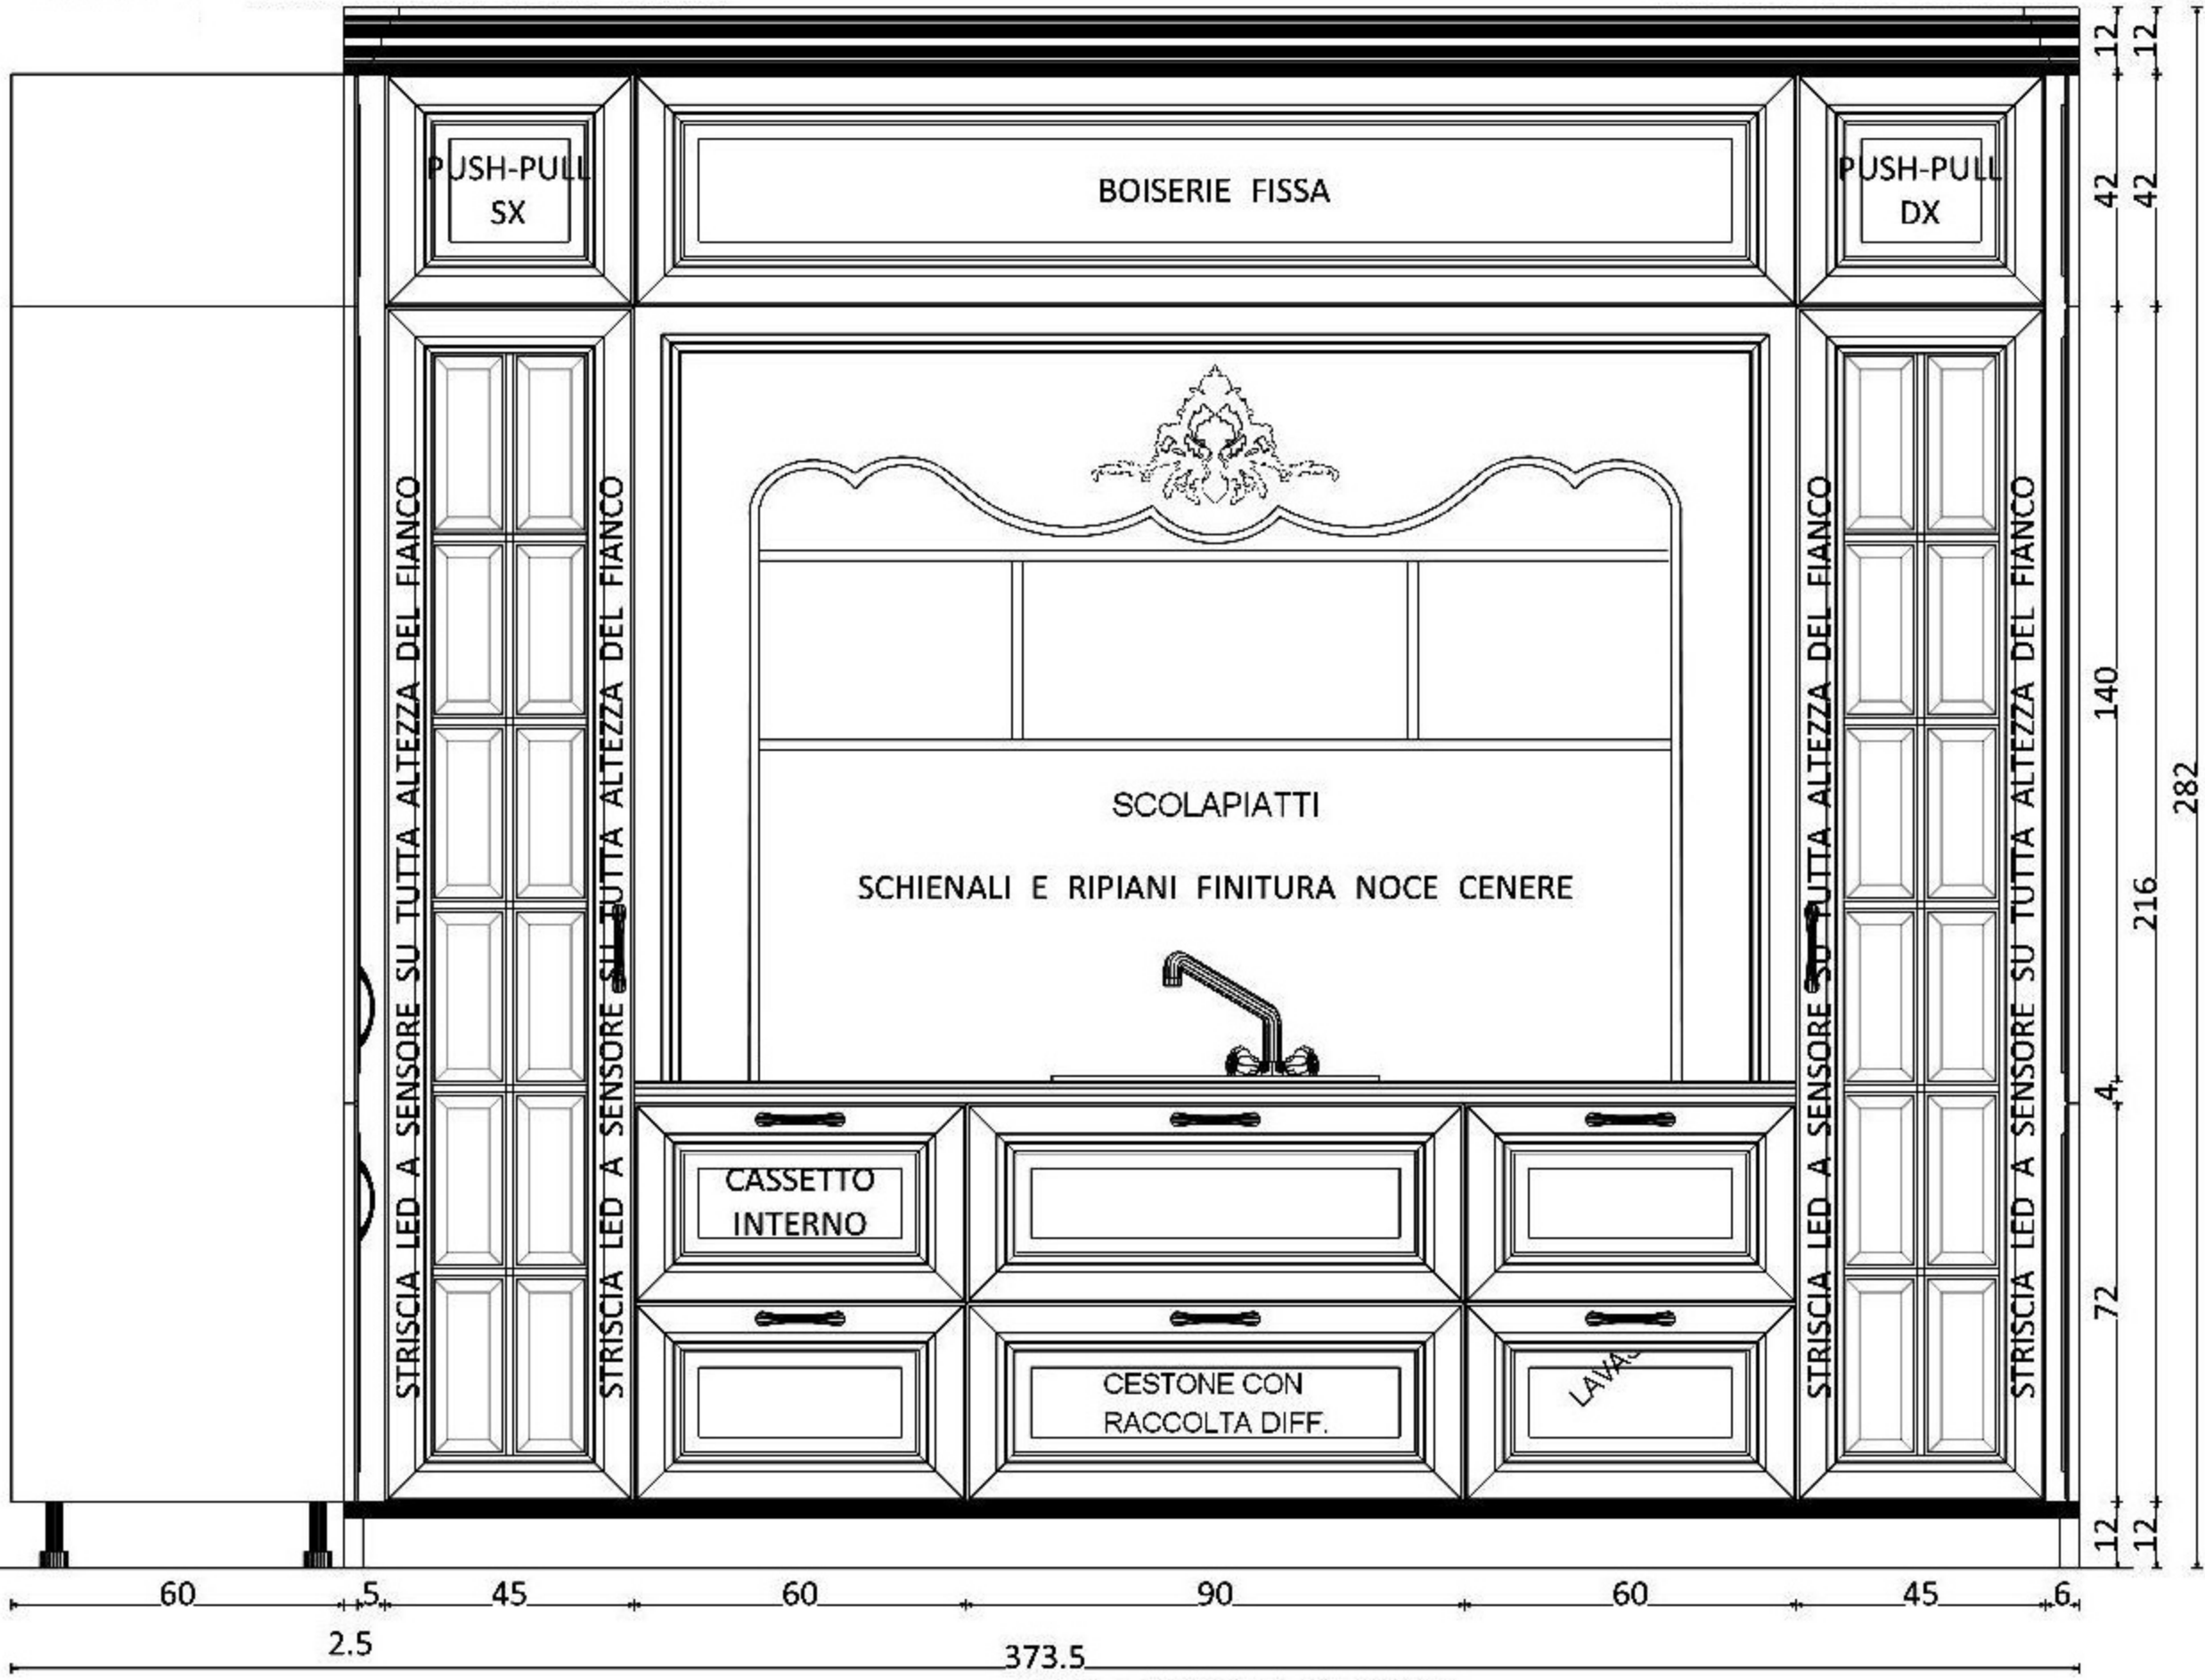 12
12
PUSH-PULL
SX
BOISERIE FISSA
PUSH-PULL
DX
42
42
STRISCIA LED A SENSORE SU TUTTA ALTEZZA DEL FIANCO
STRISCIA LED A SENSORE SU TUTTA ALTEZZA DEL FIANCO
STRISCIA LED A SENSORE SU TUTTA ALTEZZA DEL FIANCO
STRISCIA LED A SENSORE SU TUTTA ALTEZZA DEL FIANCO
140
282
SCOLAPIATTI
SCHIENALI E RIPIANI FINITURA NOCE CENERE
216
4
CASSETTO
INTERNO
72
CESTONE CON
RACCOLTA DIFF.
12
12
60
5
45
60
90
60
45
6
2.5
373.5